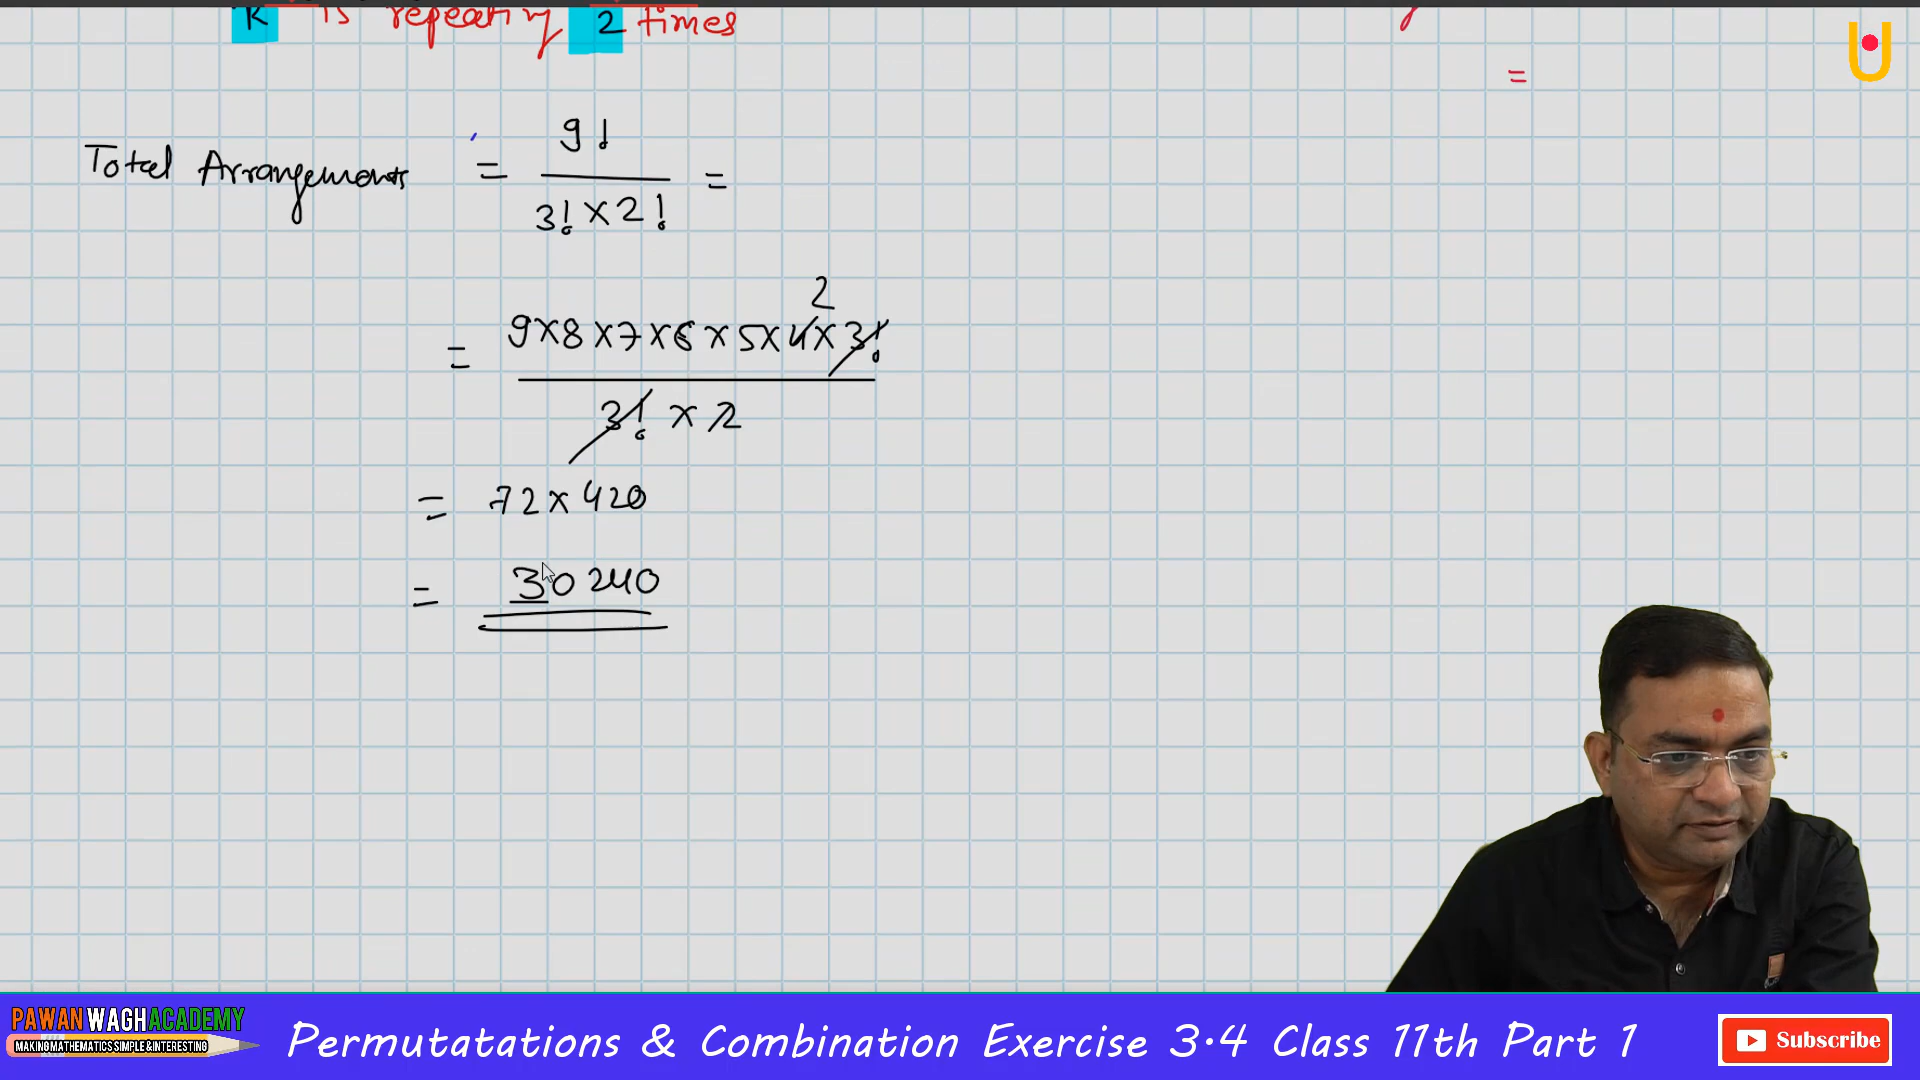 K is repeating 2 times
=
Total Arrangements = 9! / 3! × 2! =
2
= 9×8×7×6×5×4×3! / 3! × 2
= 72×420
= 30240
PAWAN WAGH ACADEMY
MAKING MATHEMATICS SIMPLE & INTERESTING
Permutatations & Combination Exercise 3.4 Class 11th Part 1
Subscribe